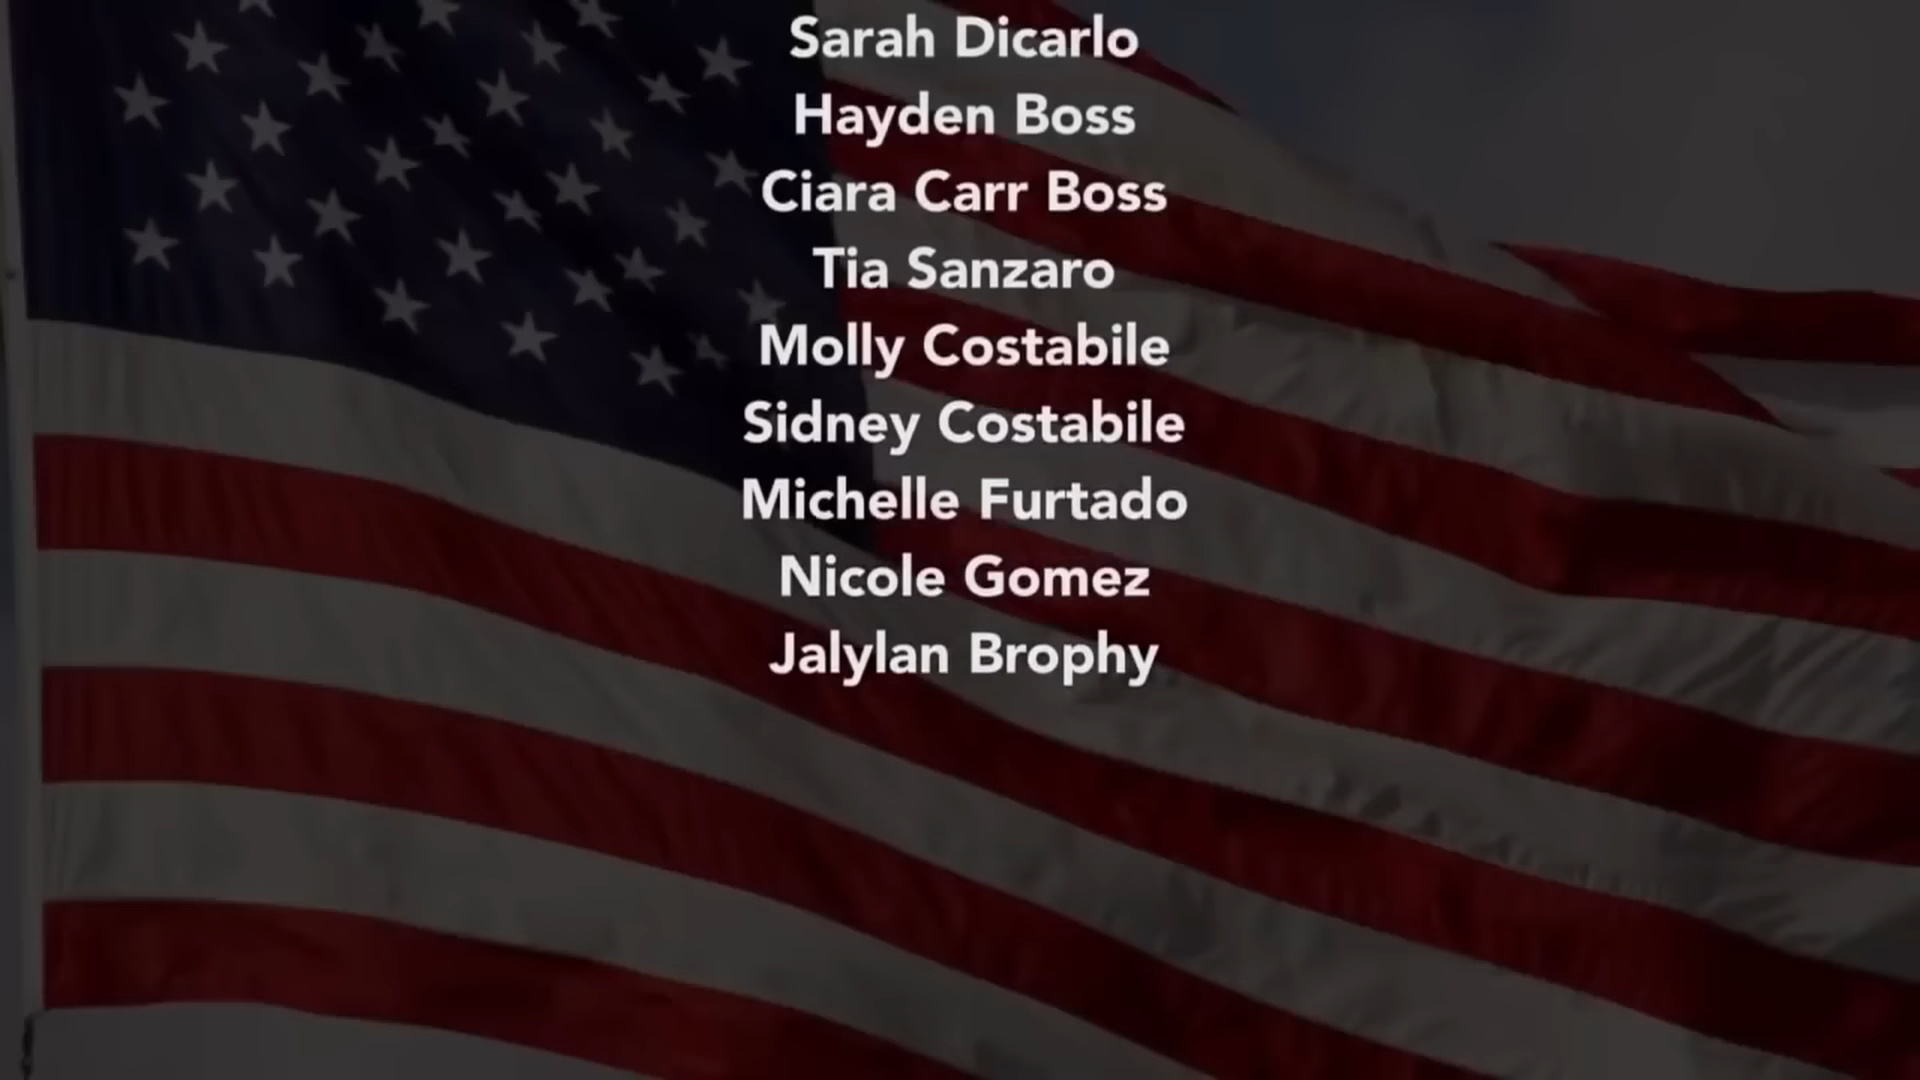 Sarah Dicarlo
Hayden Boss
Ciara Carr Boss
Tia Sanzaro
Molly Costabile
Sidney Costabile
Michelle Furtado
Nicole Gomez
Jalylan Brophy